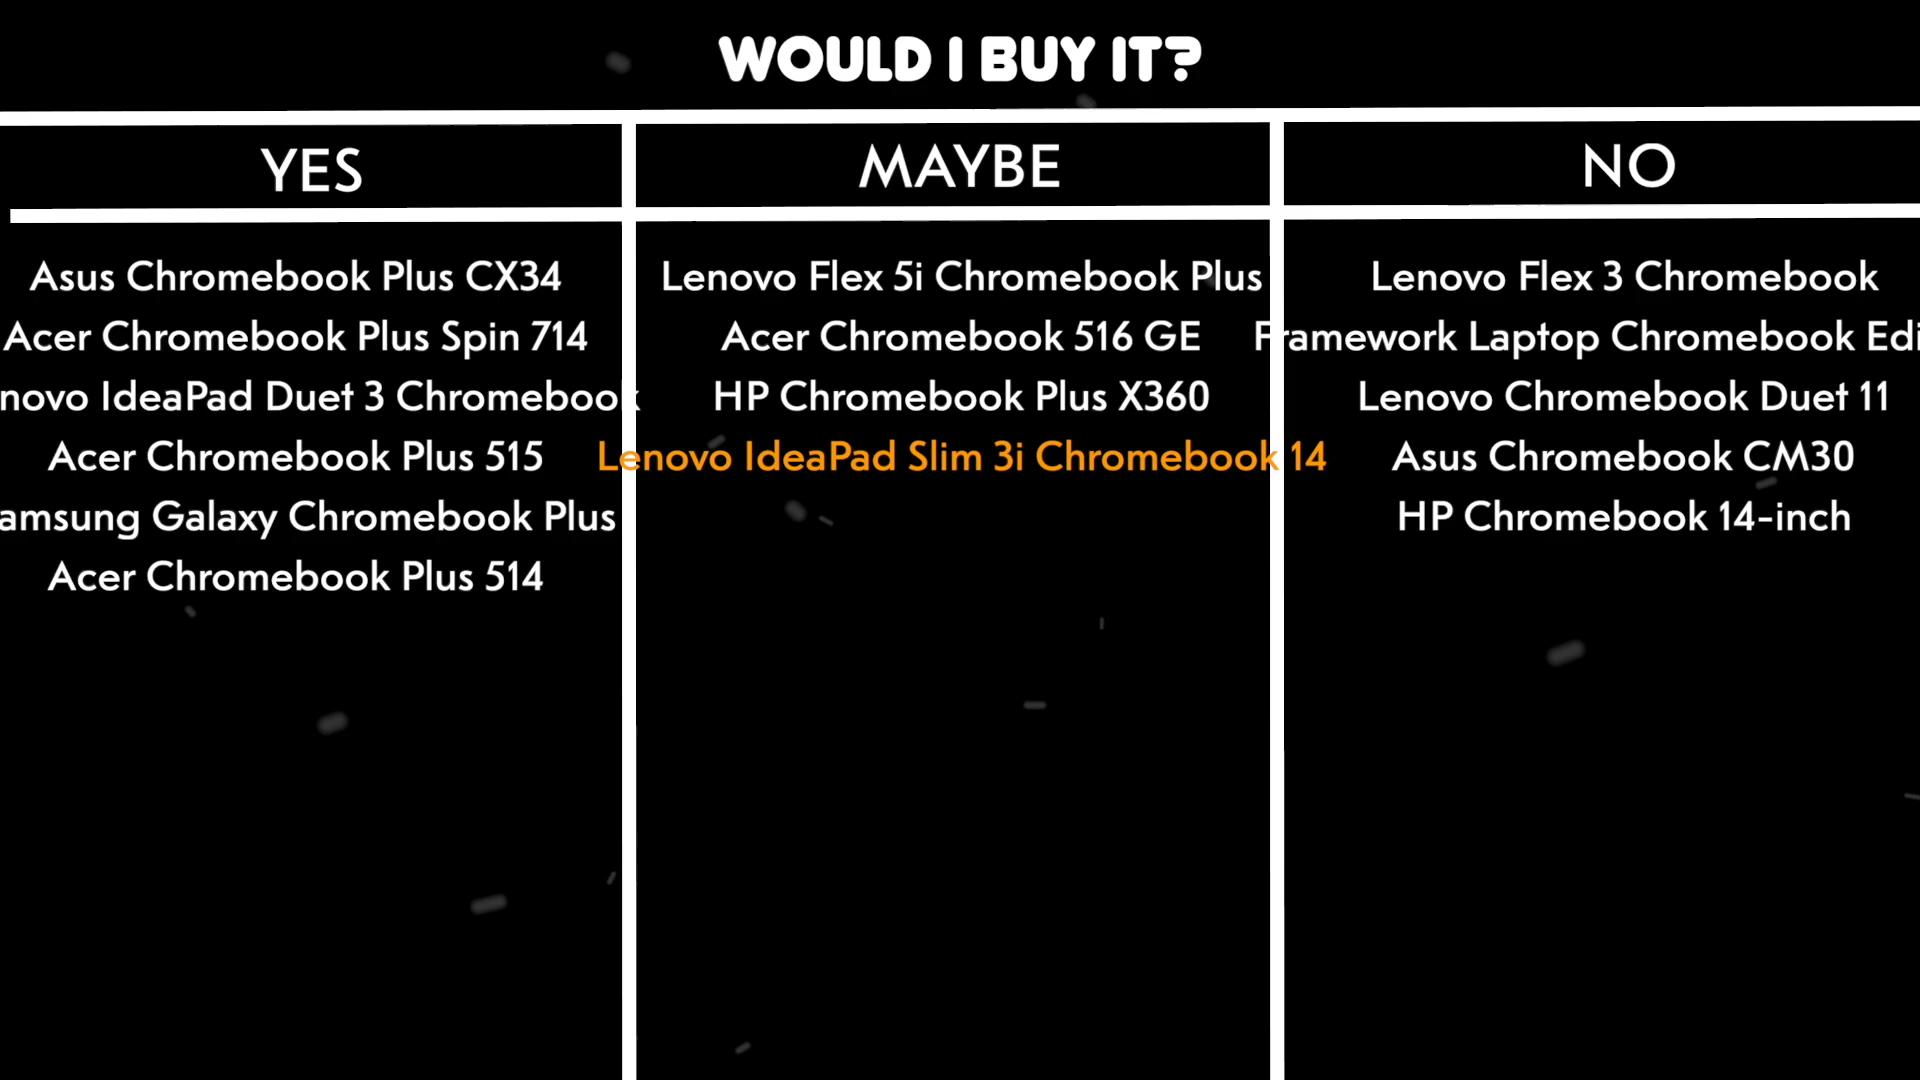 WOULD I BUY IT?
YES
MAYBE
NO
Asus Chromebook Plus CX34
Acer Chromebook Plus Spin 714
novo IdeaPad Duet 3 Chromebook
Acer Chromebook Plus 515
amsung Galaxy Chromebook Plus
Acer Chromebook Plus 514
Lenovo Flex 5i Chromebook Plus
Acer Chromebook 516 GE
HP Chromebook Plus X360
Lenovo IdeaPad Slim 3i Chromebook 14
Lenovo Flex 3 Chromebook
Framework Laptop Chromebook Edi
Lenovo Chromebook Duet 11
Asus Chromebook CM30
HP Chromebook 14-inch